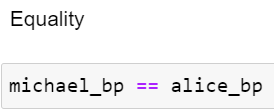 Equality
michael_bp == alice_bp